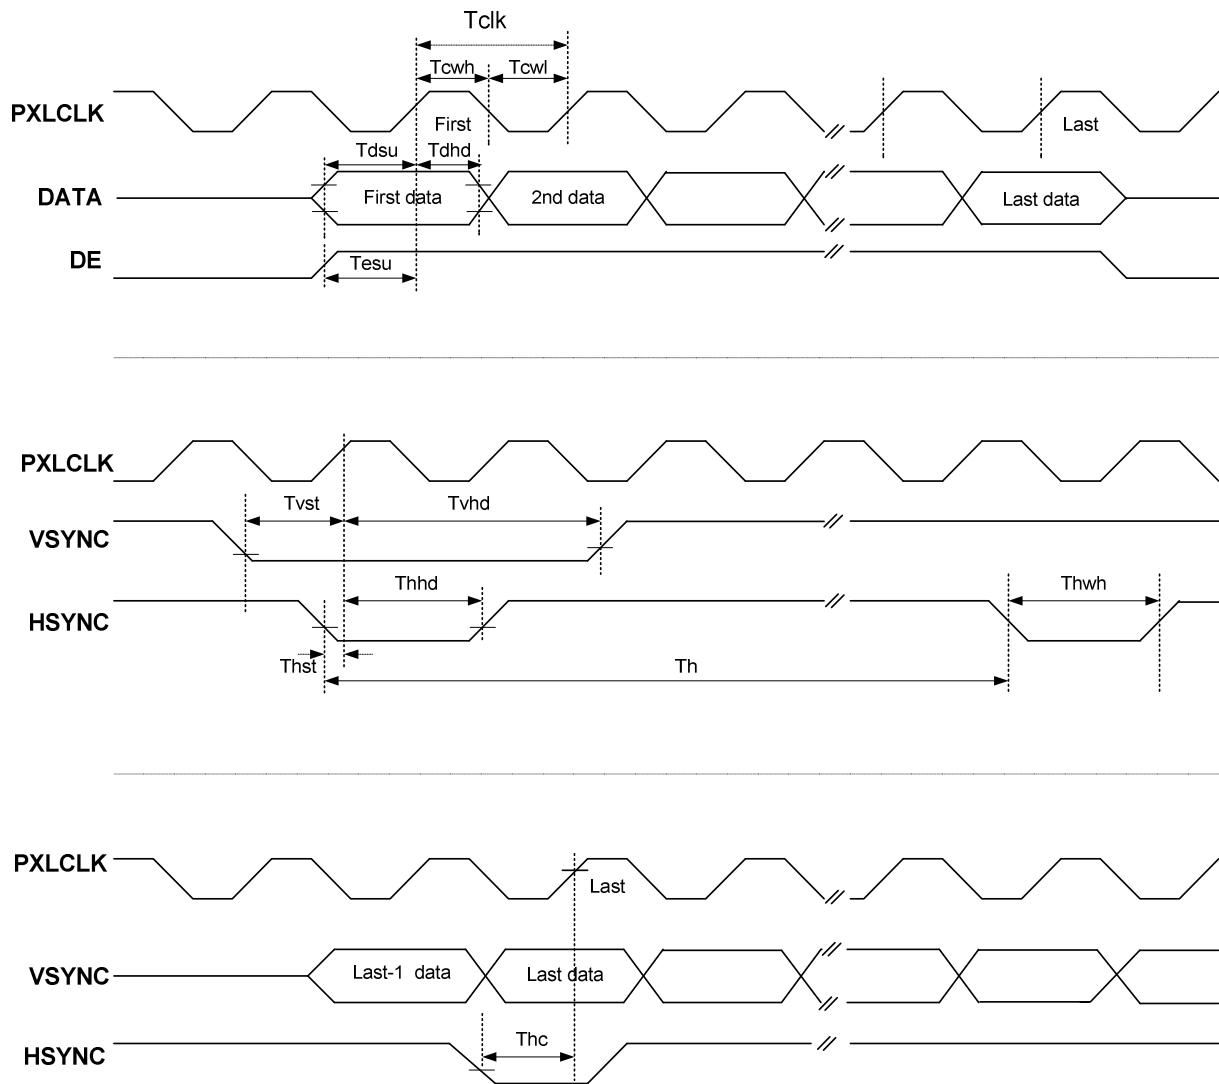 Tclk
Tcwh Tcwl
PXLCLK
First Last
Tdsu Tdhd
DATA First data 2nd data Last data
DE
Tesu
PXLCLK
Tvst Tvhd
VSYNC
Thhd Thwh
HSYNC
Thst Th
PXLCLK
Last
VSYNC Last-1 data Last data
Thc
HSYNC